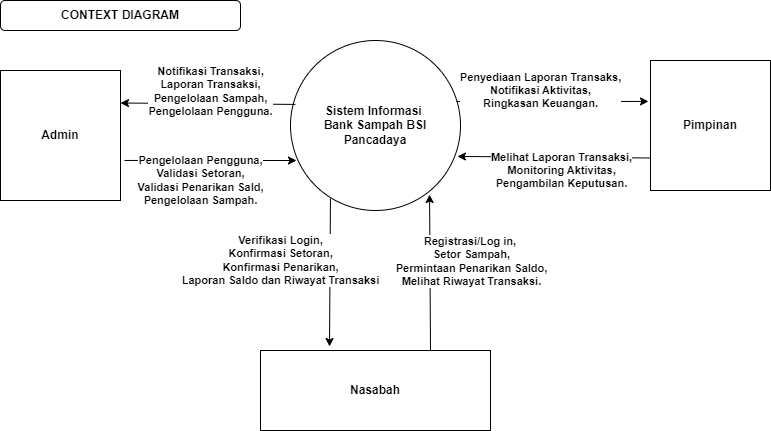 CONTEXT DIAGRAM
Notifikasi Transaksi,
Laporan Transaksi,
Pengelolaan Sampah,
Pengelolaan Pengguna.
Admin
Pengelolaan Pengguna,
Validasi Setoran,
Validasi Penarikan Sald,
Pengelolaan Sampah.
Sistem Informasi
Bank Sampah BSI
Pancadaya
Penyediaan Laporan Transaks,
Notifikasi Aktivitas,
Ringkasan Keuangan.
Pimpinan
Melihat Laporan Transaksi,
Monitoring Aktivitas,
Pengambilan Keputusan.
Verifikasi Login,
Konfirmasi Setoran,
Konfirmasi Penarikan,
Laporan Saldo dan Riwayat Transaksi
Registrasi/Log in,
Setor Sampah,
Permintaan Penarikan Saldo,
Melihat Riwayat Transaksi.
Nasabah